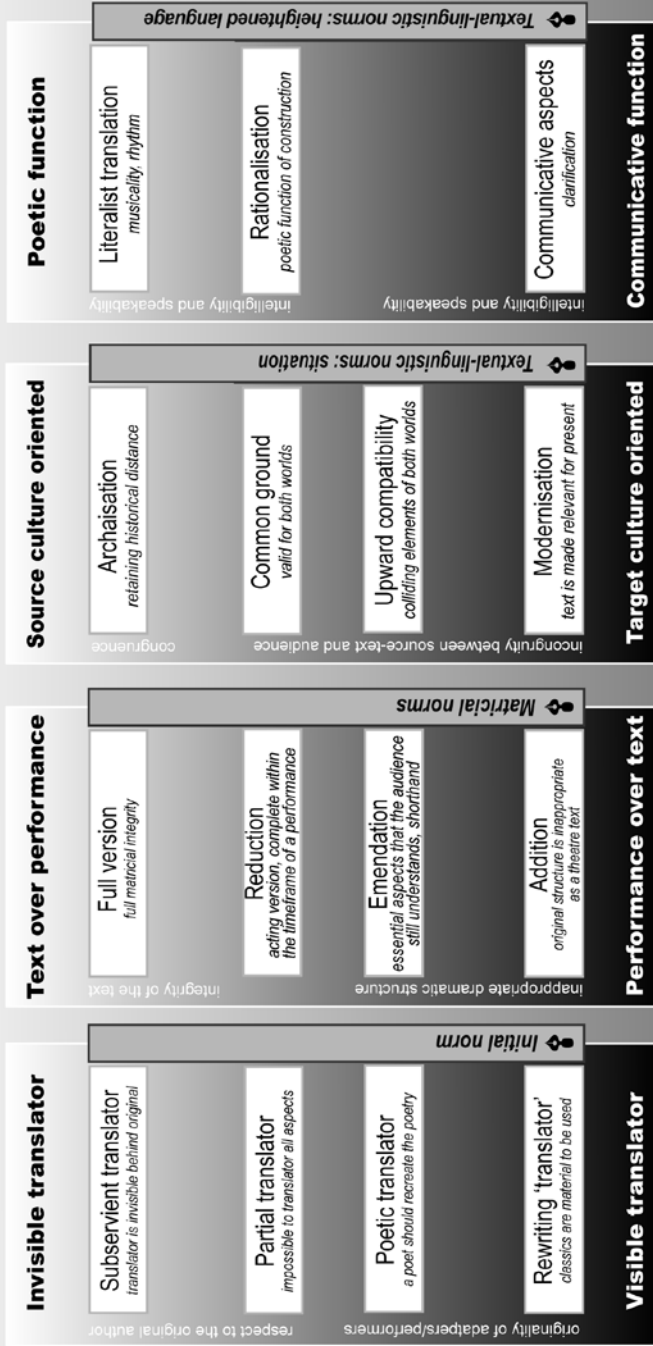 Invisible translator
Subservient translator
translator is invisible behind original
Partial translator
impossible to translator all aspects
Poetic translator
a poet should recreate the poetry
Rewriting ‘translator’
classics are material to be used
Visible translator
respect to the original author
originality of adatpers/performers
Initial norm
Text over performance
Full version
full matricial integrity
Reduction
acting version, complete within
the timeframe of a performance
Emendation
essential aspects that the audience
still understands, shorthand
Addition
original structure is inappropriate
as a theatre text
Performance over text
integrity of the text
inappropriate dramatic structure
Matricial norms
Source culture oriented
Archaisation
retaining historical distance
Common ground
valid for both worlds
Upward compatibility
colliding elements of both worlds
Modernisation
text is made relevant for present
Target culture oriented
congruence
incongruity between source-text and audience
Textual-linguistic norms: situation
Poetic function
Literalist translation
musicality, rhythm
Rationalisation
poetic function of construction
Communicative aspects
clarification
Communicative function
intelligibility and speakability
intelligibility and speakability
Textual-linguistic norms: heightened language